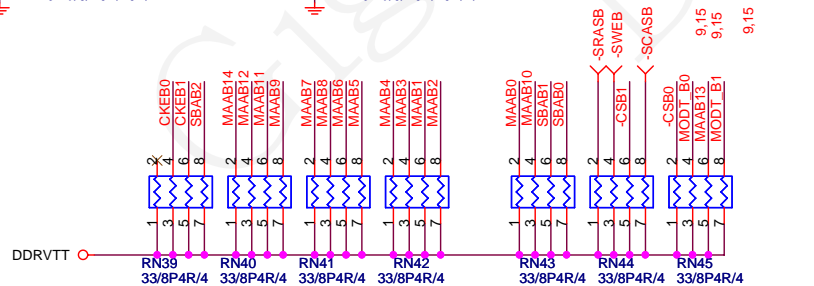 -SRASB
-SWEB
-SCASB
9,15
9,15
9,15
CKEB0
CKEB1
SBAB2
MAAB14
MAAB12
MAAB11
MAAB9
MAAB7
MAAB8
MAAB6
MAAB5
MAAB4
MAAB3
MAAB1
MAAB2
MAAB0
MAAB10
SBAB1
SBAB0
-CSB1
-CSB0
MODT_B0
MAAB13
MODT_B1
2 4 6 8 2 4 6 8 2 4 6 8 2 4 6 8 2 4 6 8 2 4 6 8 2 4 6 8
1 3 5 7 1 3 5 7 1 3 5 7 1 3 5 7 1 3 5 7 1 3 5 7 1 3 5 7
DDRVTT
RN39 RN40 RN41 RN42 RN43 RN44 RN45
33/8P4R/4 33/8P4R/4 33/8P4R/4 33/8P4R/4 33/8P4R/4 33/8P4R/4 33/8P4R/4